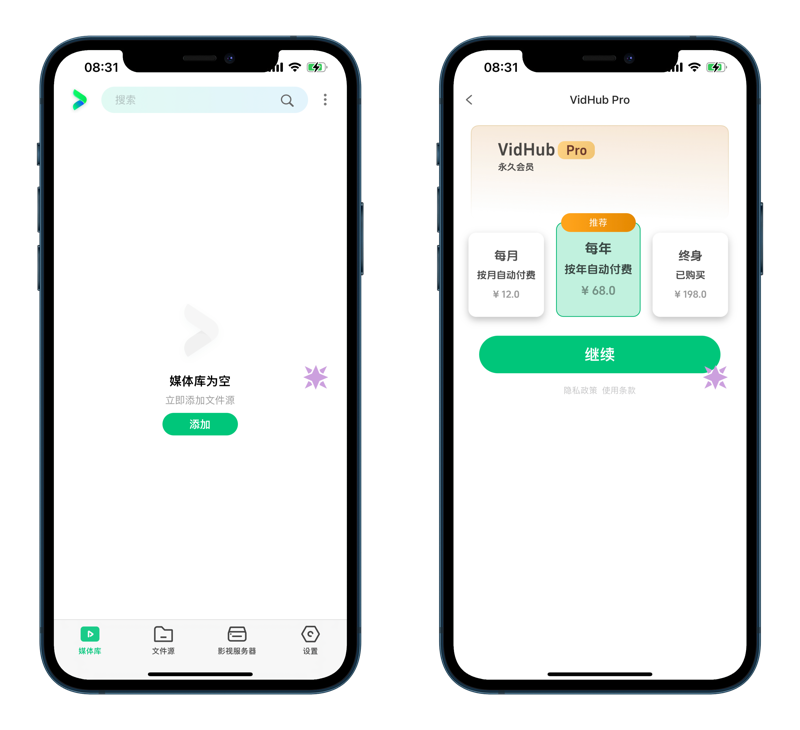 08:31
搜索
媒体库为空
立即添加文件源
添加
媒体库
文件源
影视服务器
设置
08:31
VidHub Pro
VidHub Pro
永久会员
推荐
每月
按月自动付费
¥ 12.0
每年
按年自动付费
¥ 68.0
终身
已购买
¥ 198.0
继续
隐私政策 使用条款